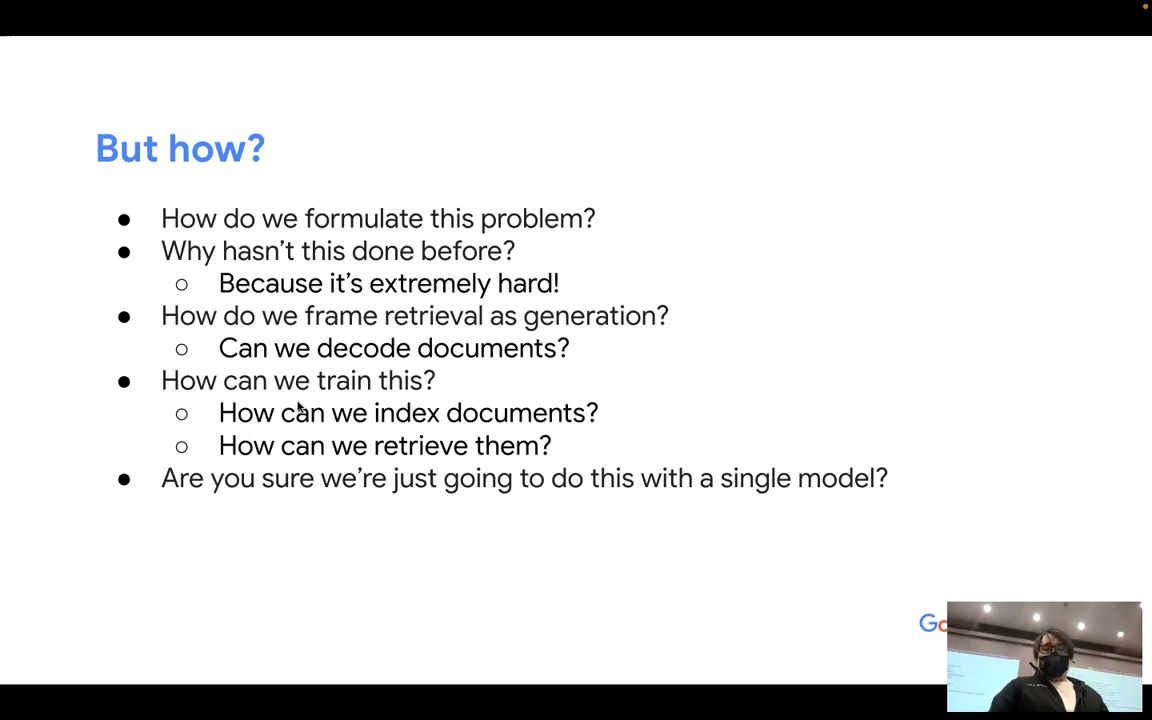 But how?
● How do we formulate this problem?
● Why hasn't this done before?
○ Because it's extremely hard!
● How do we frame retrieval as generation?
○ Can we decode documents?
● How can we train this?
○ How can we index documents?
○ How can we retrieve them?
● Are you sure we're just going to do this with a single model?